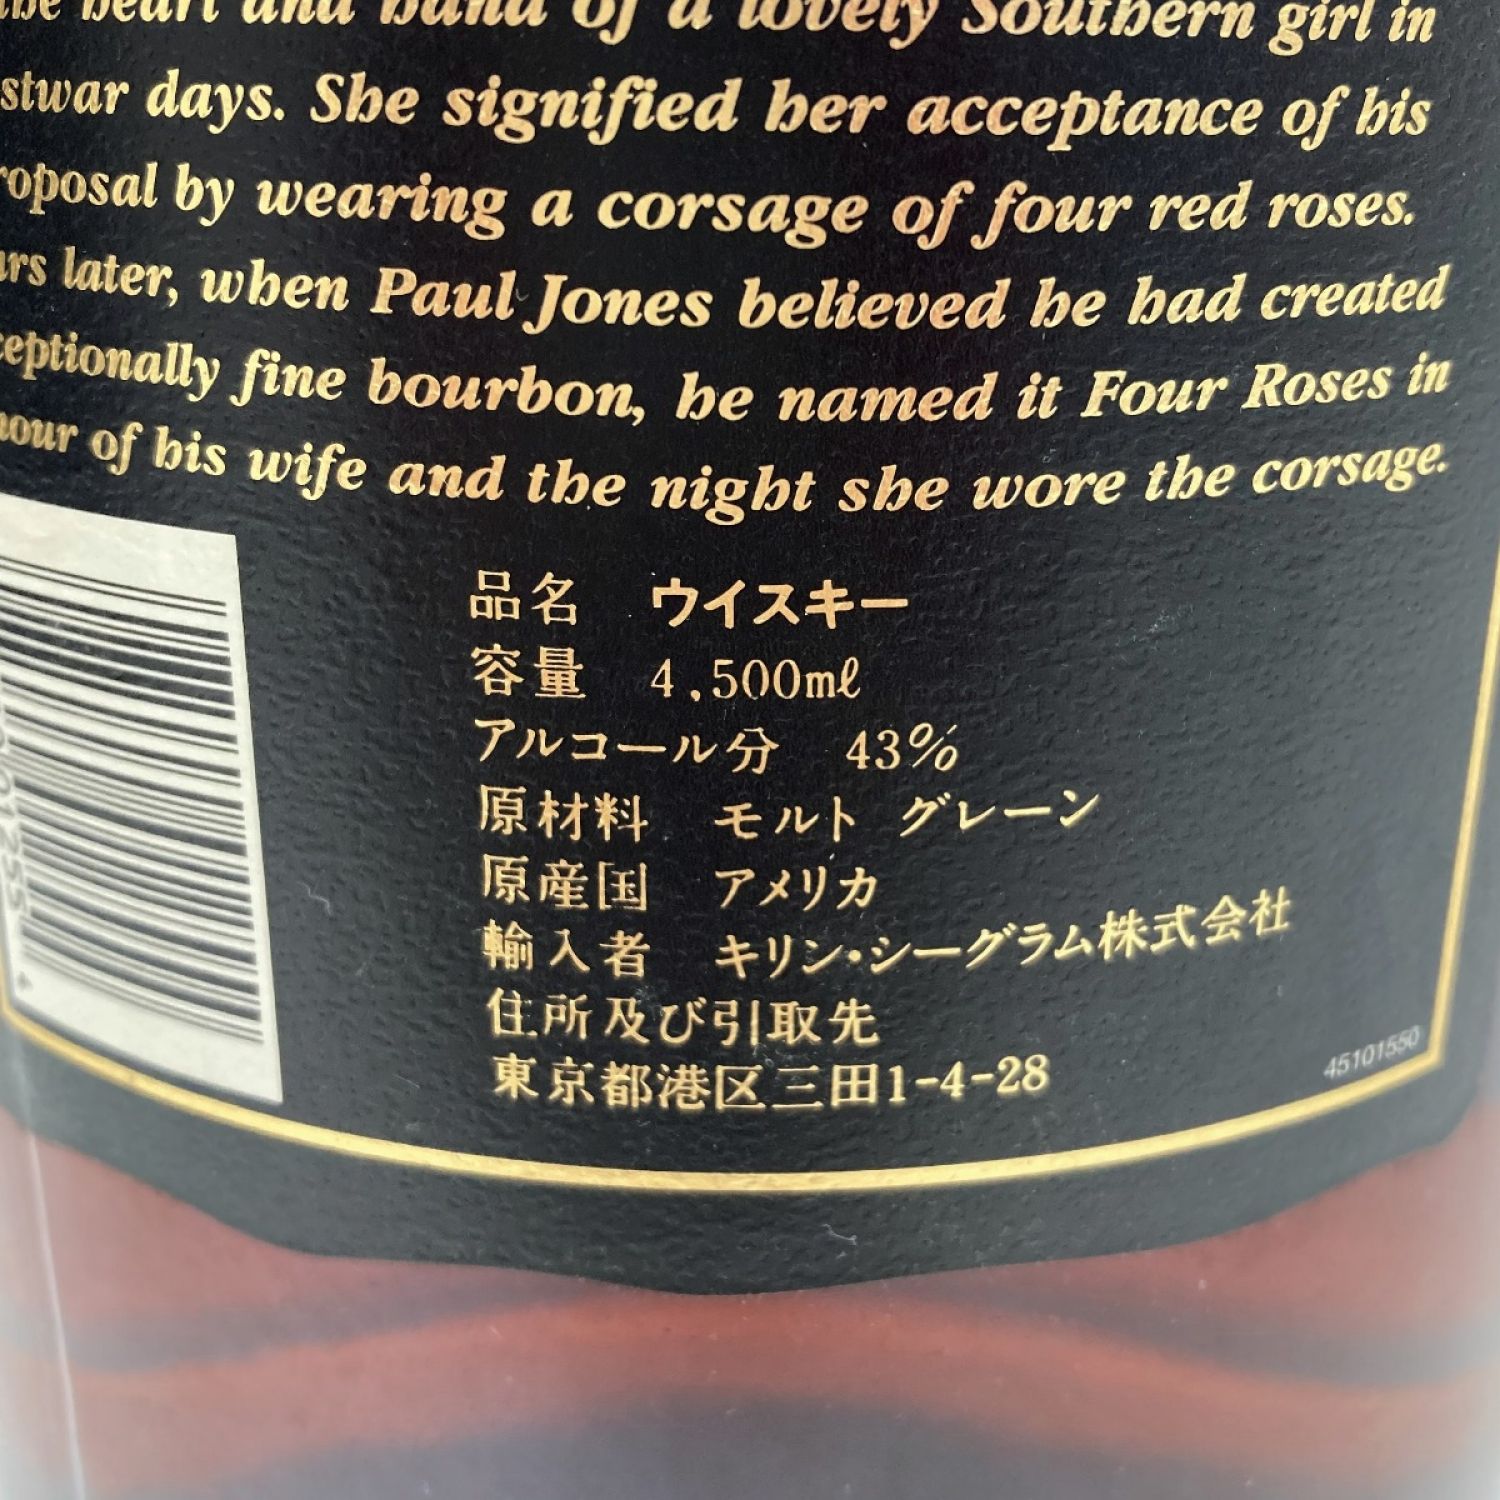 heart and hand of a lovely Southern girl in
days. She signified her acceptance of his
by wearing a corsage of four red roses.
later, when Paul Jones believed he had created
fine bourbon, he named it Four Roses in
of his wife and the night she wore the corsage.
品名 ウイスキー
容量 4,500mℓ
アルコール分 43%
原材料 モルト グレーン
原産国 アメリカ
輸入者 キリン・シーグラム株式会社
住所及び引取先
東京都港区三田1-4-28
45101550